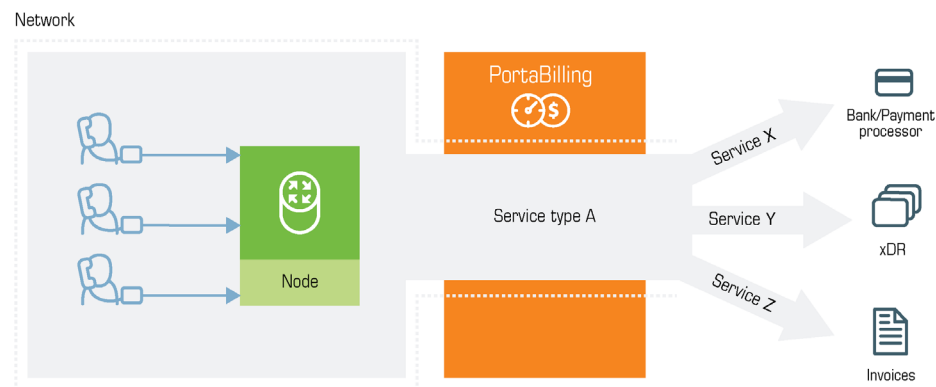 Network
PortaBilling
$
Bank/Payment
processor
Service X
Service type A
Service Y
xDR
Node
Service Z
Invoices